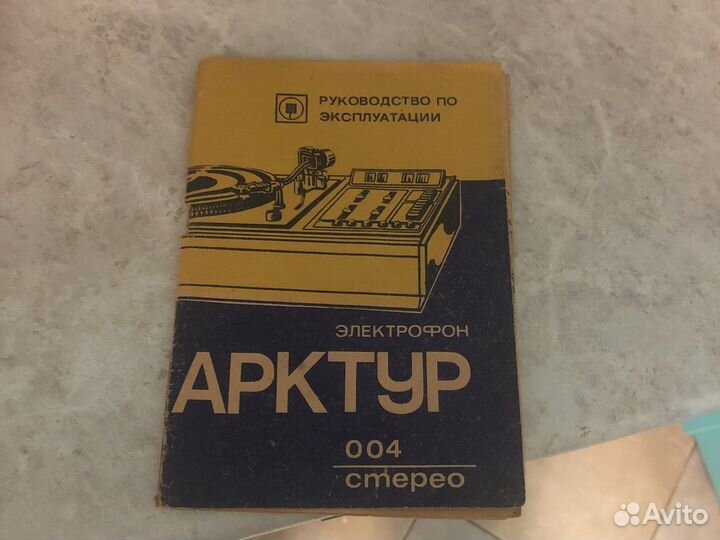 РУКОВОДСТВО ПО
ЭКСПЛУАТАЦИИ
ЭЛЕКТРОФОН
АРКТУР
004
стерео
Avito